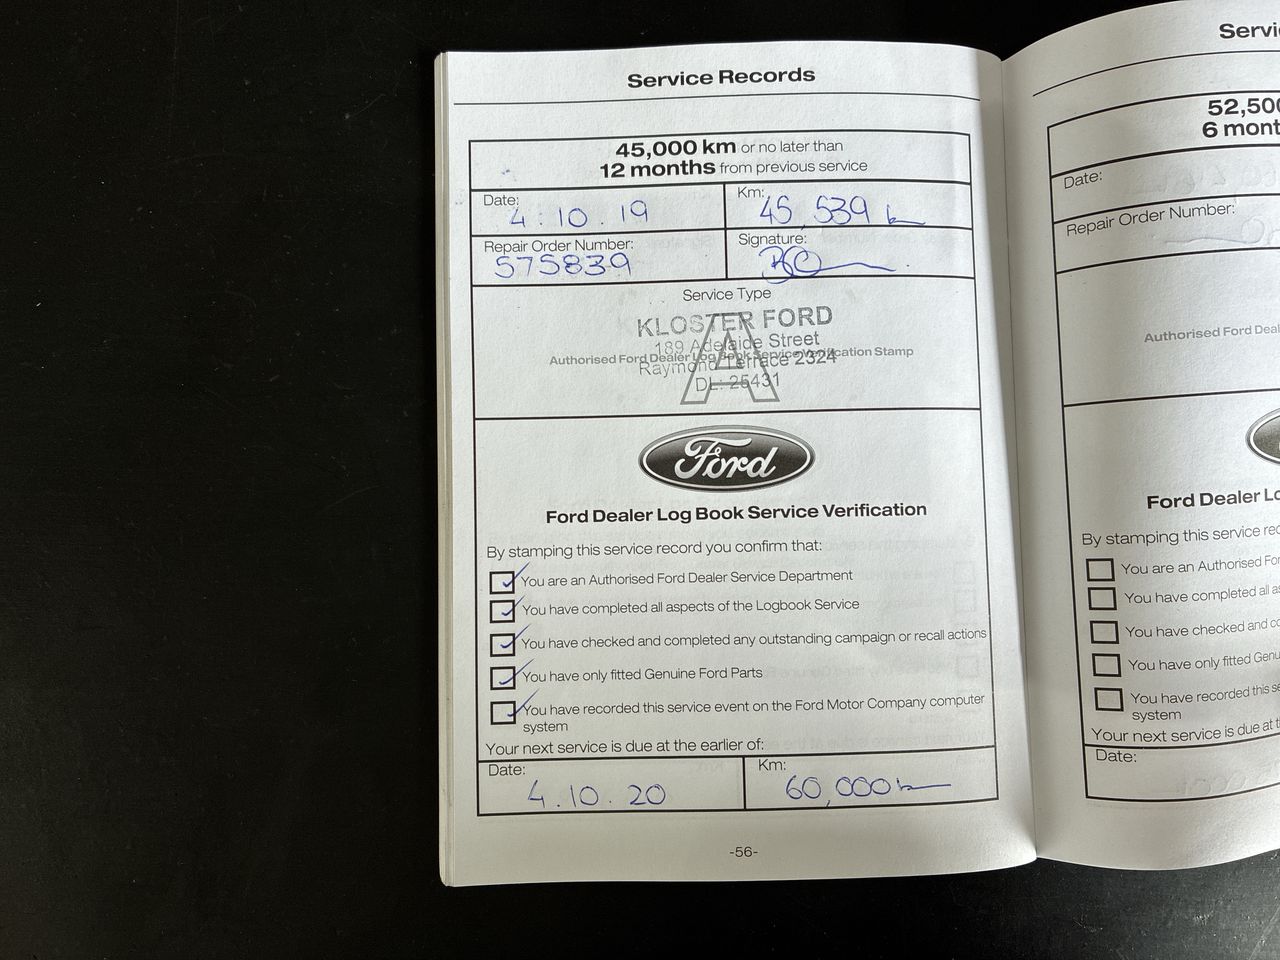 Service Records
45,000 km or no later than
12 months from previous service
Date:
4.10.19
Km:
45,539 k
Repair Order Number:
575839
Signature:
Service Type
A
Authorised Ford Dealer Log Book Service Verification Stamp
KLOSTER FORD
189 Adelaide Street
Raymond Terrace 2324
DL: 25431
Ford
Ford Dealer Log Book Service Verification
By stamping this service record you confirm that:
You are an Authorised Ford Dealer Service Department
You have completed all aspects of the Logbook Service
You have checked and completed any outstanding campaign or recall actions
You have only fitted Genuine Ford Parts
You have recorded this service event on the Ford Motor Company computer
system
Your next service is due at the earlier of:
Date:
4.10.20
Km:
60,000k
-56-
Servi
52,500
6 mont
Date:
Repair Order Number:
Authorised Ford Deal
Ford Dealer Lo
By stamping this service rec
You are an Authorised For
You have completed all as
You have checked and co
You have only fitted Genu
You have recorded this se
system
Your next service is due at t
Date: